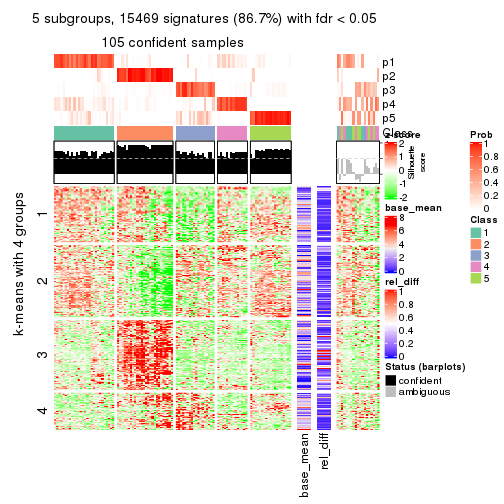 5 subgroups, 15469 signatures (86.7%) with fdr < 0.05
105 confident samples
p1
p2
p3
p4
p5
Class
z-score
2
1
0
-1
-2
Silhouette
score
k-means with 4 groups
1
2
3
4
base_mean
8
6
4
2
0
rel_diff
1
0.8
0.6
0.4
0.2
0
Prob
1
0.8
0.6
0.4
0.2
0
Class
1
2
3
4
5
Status (barplots)
confident
ambiguous
base_mean
rel_diff